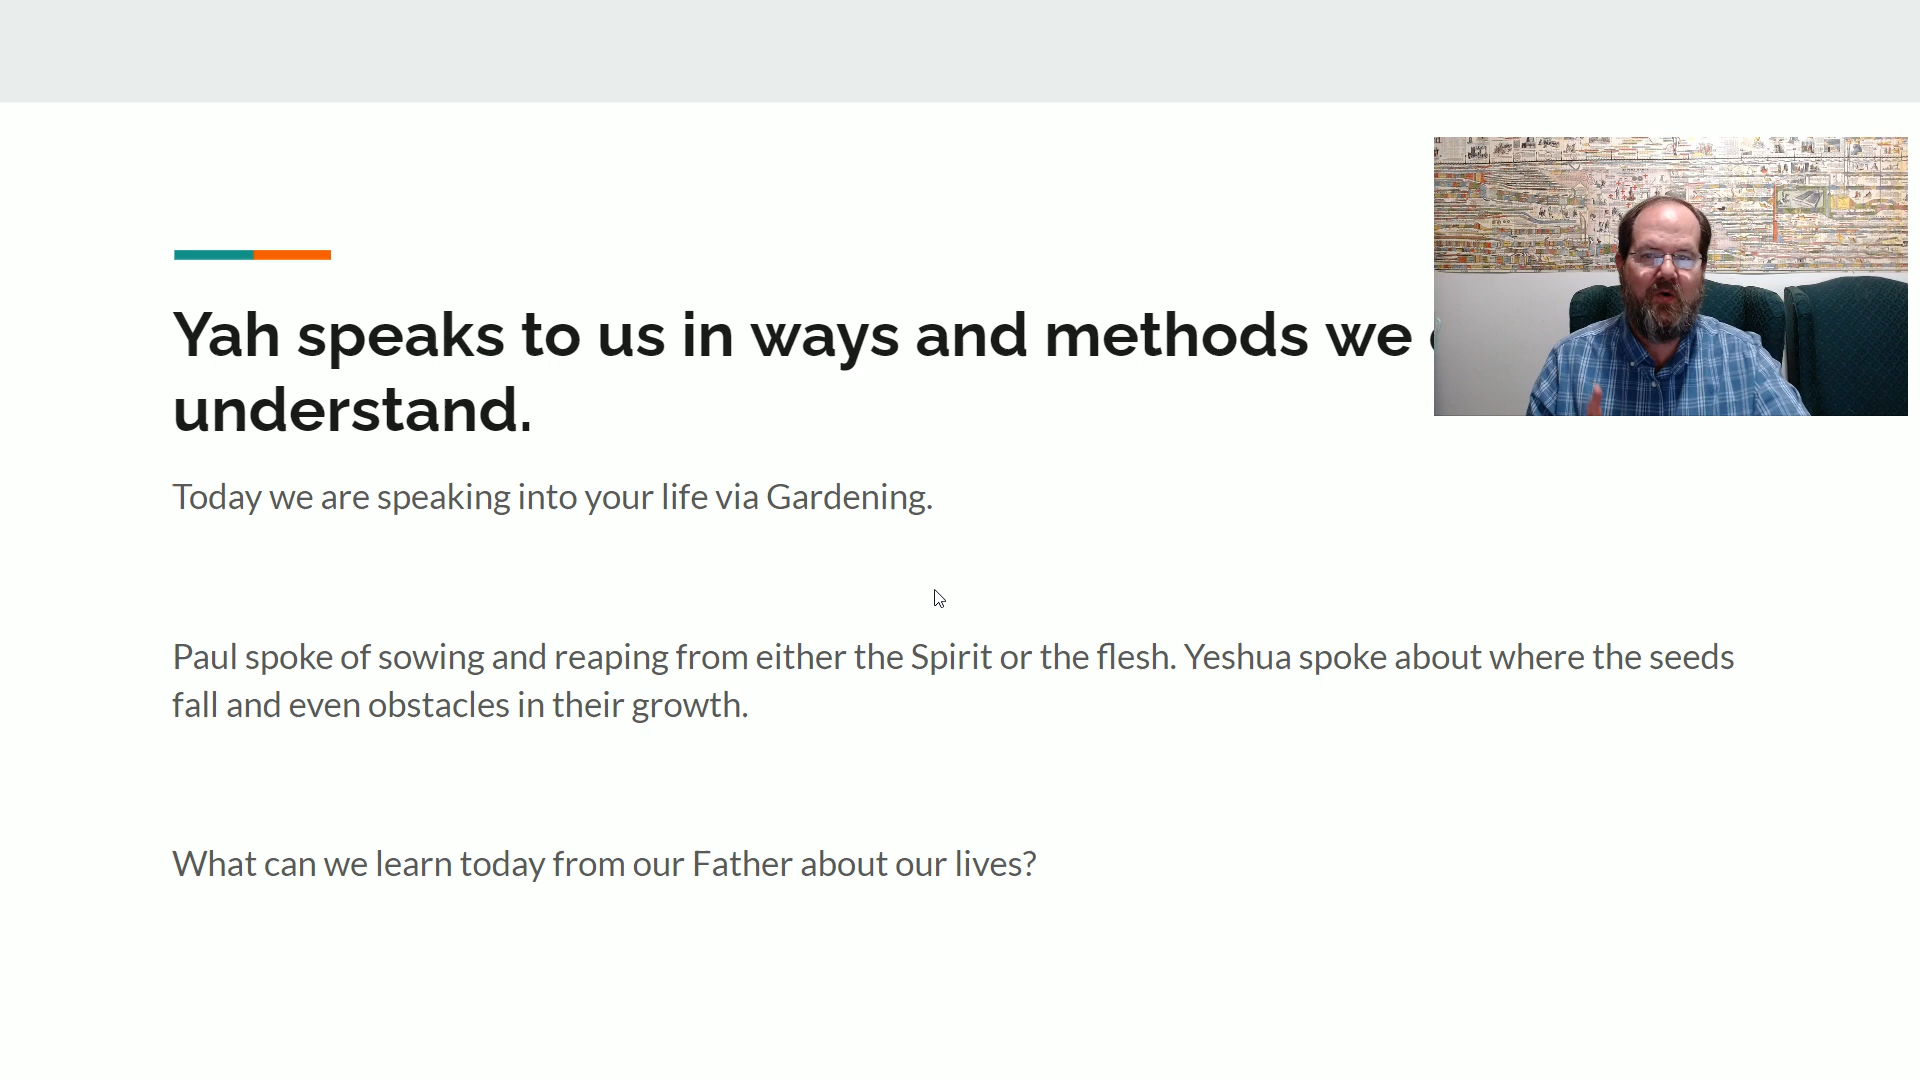 Yah speaks to us in ways and methods we
understand.
Today we are speaking into your life via Gardening.
Paul spoke of sowing and reaping from either the Spirit or the flesh. Yeshua spoke about where the seeds
fall and even obstacles in their growth.
What can we learn today from our Father about our lives?